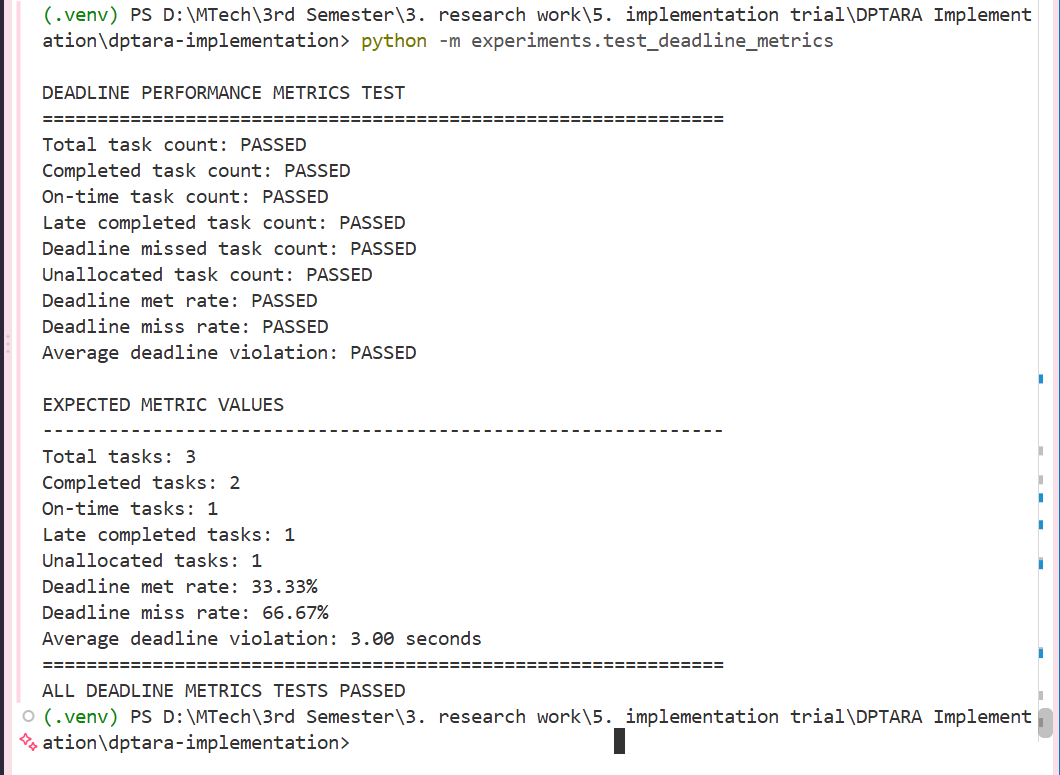 (.venv) PS D:\MTech\3rd Semester\3. research work\5. implementation trial\DPTARA Implement
ation\dptara-implementation> python -m experiments.test_deadline_metrics
DEADLINE PERFORMANCE METRICS TEST
==============================================================
Total task count: PASSED
Completed task count: PASSED
On-time task count: PASSED
Late completed task count: PASSED
Deadline missed task count: PASSED
Unallocated task count: PASSED
Deadline met rate: PASSED
Deadline miss rate: PASSED
Average deadline violation: PASSED
EXPECTED METRIC VALUES
--------------------------------------------------------------
Total tasks: 3
Completed tasks: 2
On-time tasks: 1
Late completed tasks: 1
Unallocated tasks: 1
Deadline met rate: 33.33%
Deadline miss rate: 66.67%
Average deadline violation: 3.00 seconds
==============================================================
ALL DEADLINE METRICS TESTS PASSED
(.venv) PS D:\MTech\3rd Semester\3. research work\5. implementation trial\DPTARA Implement
ation\dptara-implementation>